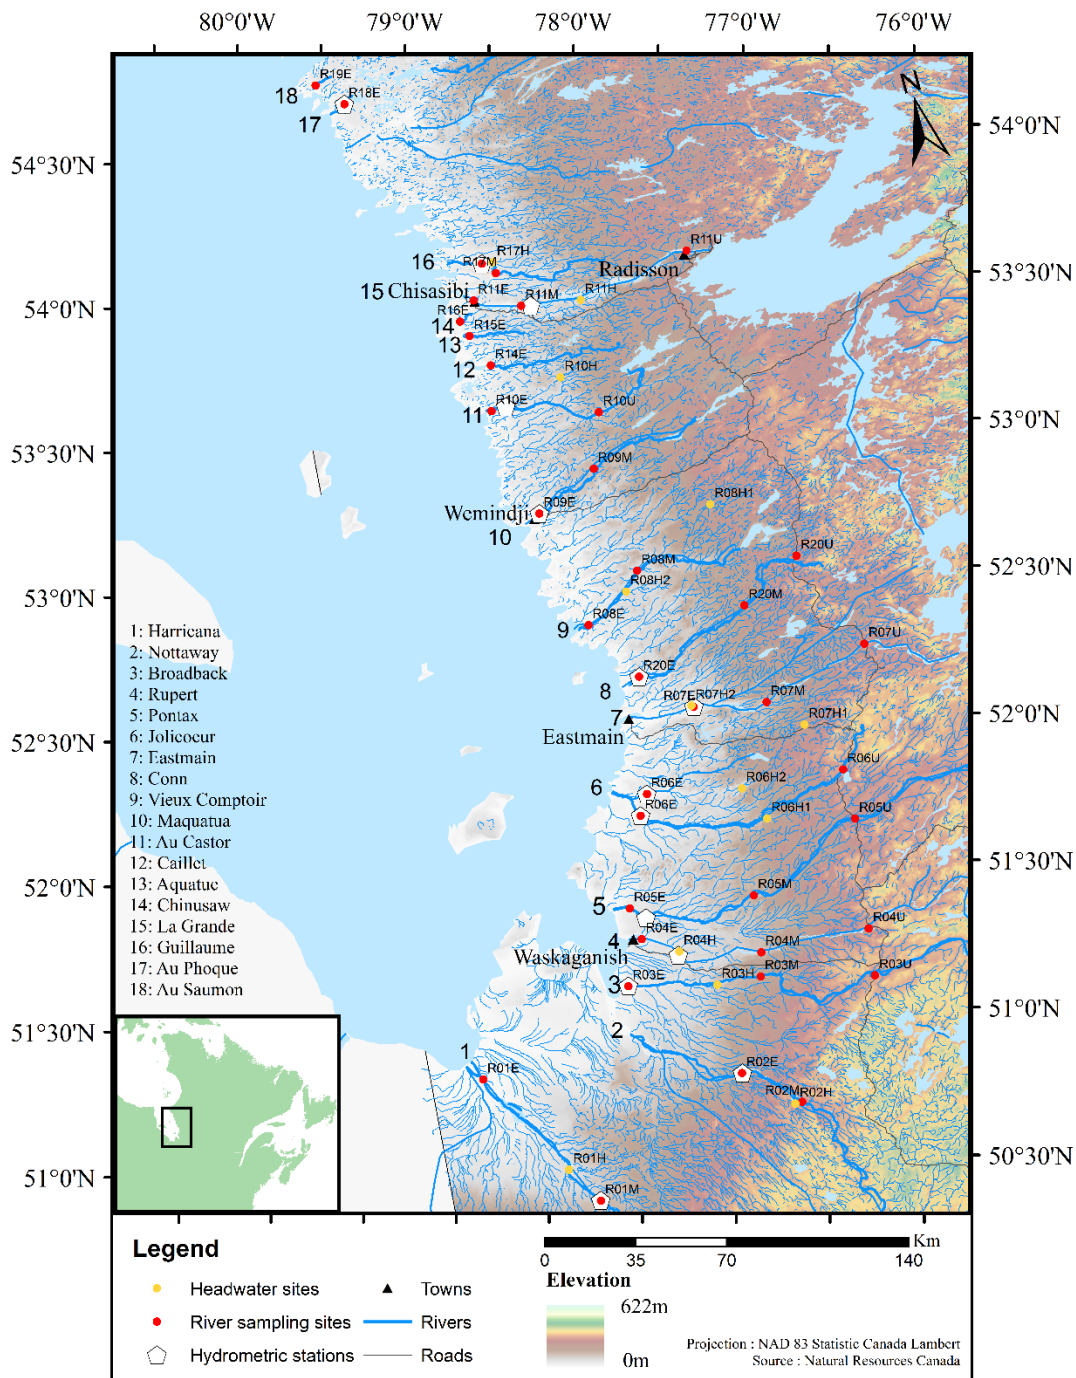 80°0'W 79°0'W 78°0'W 77°0'W 76°0'W
N
R19E
18
R18E
17
54°0'N
54°30'N
R11U
R17H
16
R17M
Radisson
53°30'N
15 Chisasibi
R11E
R11M
R11H
54°0'N
R16E
14
R15E
13
R14E
12
R10H
R10E
11
R10U
53°0'N
53°30'N
R09M
R08H1
R09E
Wemindji
10
R20U
R08M
52°30'N
R08H2
R20M
53°0'N
R08E
9
1: Harricana
2: Nottaway
3: Broadback
4: Rupert
5: Pontax
6: Jolicoeur
7: Eastmain
8: Conn
9: Vieux Comptoir
10: Maquatua
11: Au Castor
12: Caillet
13: Aquatuc
14: Chinusaw
15: La Grande
16: Guillaume
17: Au Phoque
18: Au Saumon
R07U
R20E
8
R07E
R07H2
R07M
52°0'N
7
R07H1
Eastmain
52°30'N
R06U
6
R06E
R06H2
R06E
R06H1
R05U
51°30'N
52°0'N
R05M
5
R05E
R04U
4
R04E
R04H
R04M
Waskaganish
R03E
3
R03H
R03M
R03U
51°0'N
51°30'N
2
1
R01E
R02E
R02M
R02H
50°30'N
51°0'N
R01H
R01M
Legend
Headwater sites
River sampling sites
Hydrometric stations
Towns
Rivers
Roads
Km
0 35 70 140
Elevation
622m
0m
Projection : NAD 83 Statistic Canada Lambert
Source : Natural Resources Canada